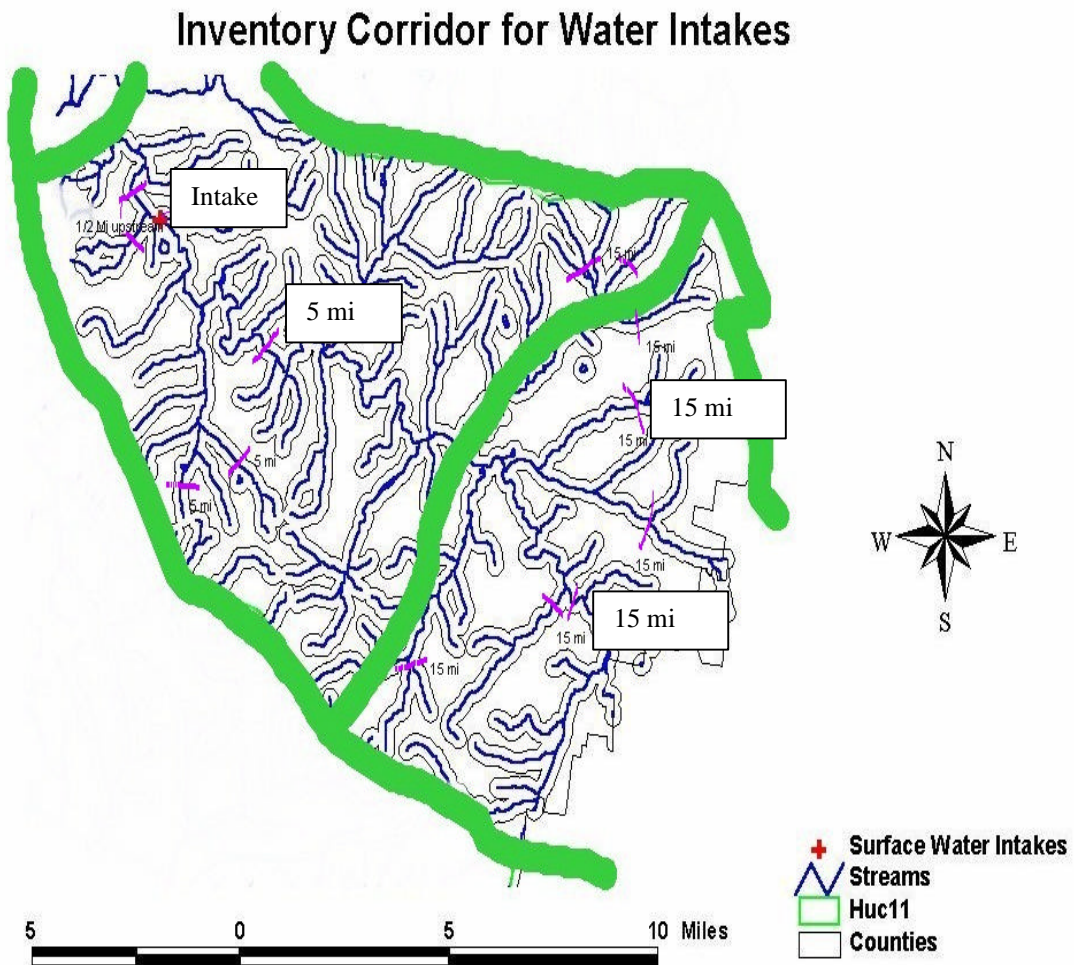 Inventory Corridor for Water Intakes
Intake
1/2 Mi upstream
15 mi
5 mi
15 mi
15 mi
15 mi
5 mi
5 mi
15 mi
15 mi
15 mi
15 mi
N
W E
S
Surface Water Intakes
Streams
Huc11
Counties
5 0 5 10 Miles